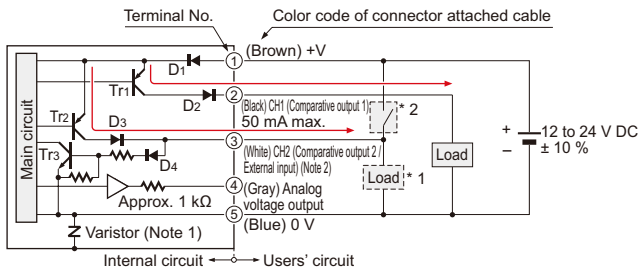 Terminal No.
Color code of connector attached cable
Main circuit
D1
1
(Brown) +V
Tr1
D2
2
(Black) CH1 (Comparative output 1)
50 mA max.
* 2
Tr2
D3
3
(White) CH2 (Comparative output 2 /
External input) (Note 2)
Tr3
D4
Load
* 1
Load
+
−
12 to 24 V DC
± 10 %
4
(Gray) Analog
voltage output
Approx. 1 kΩ
5
(Blue) 0 V
Z
Varistor (Note 1)
Internal circuit
Users' circuit